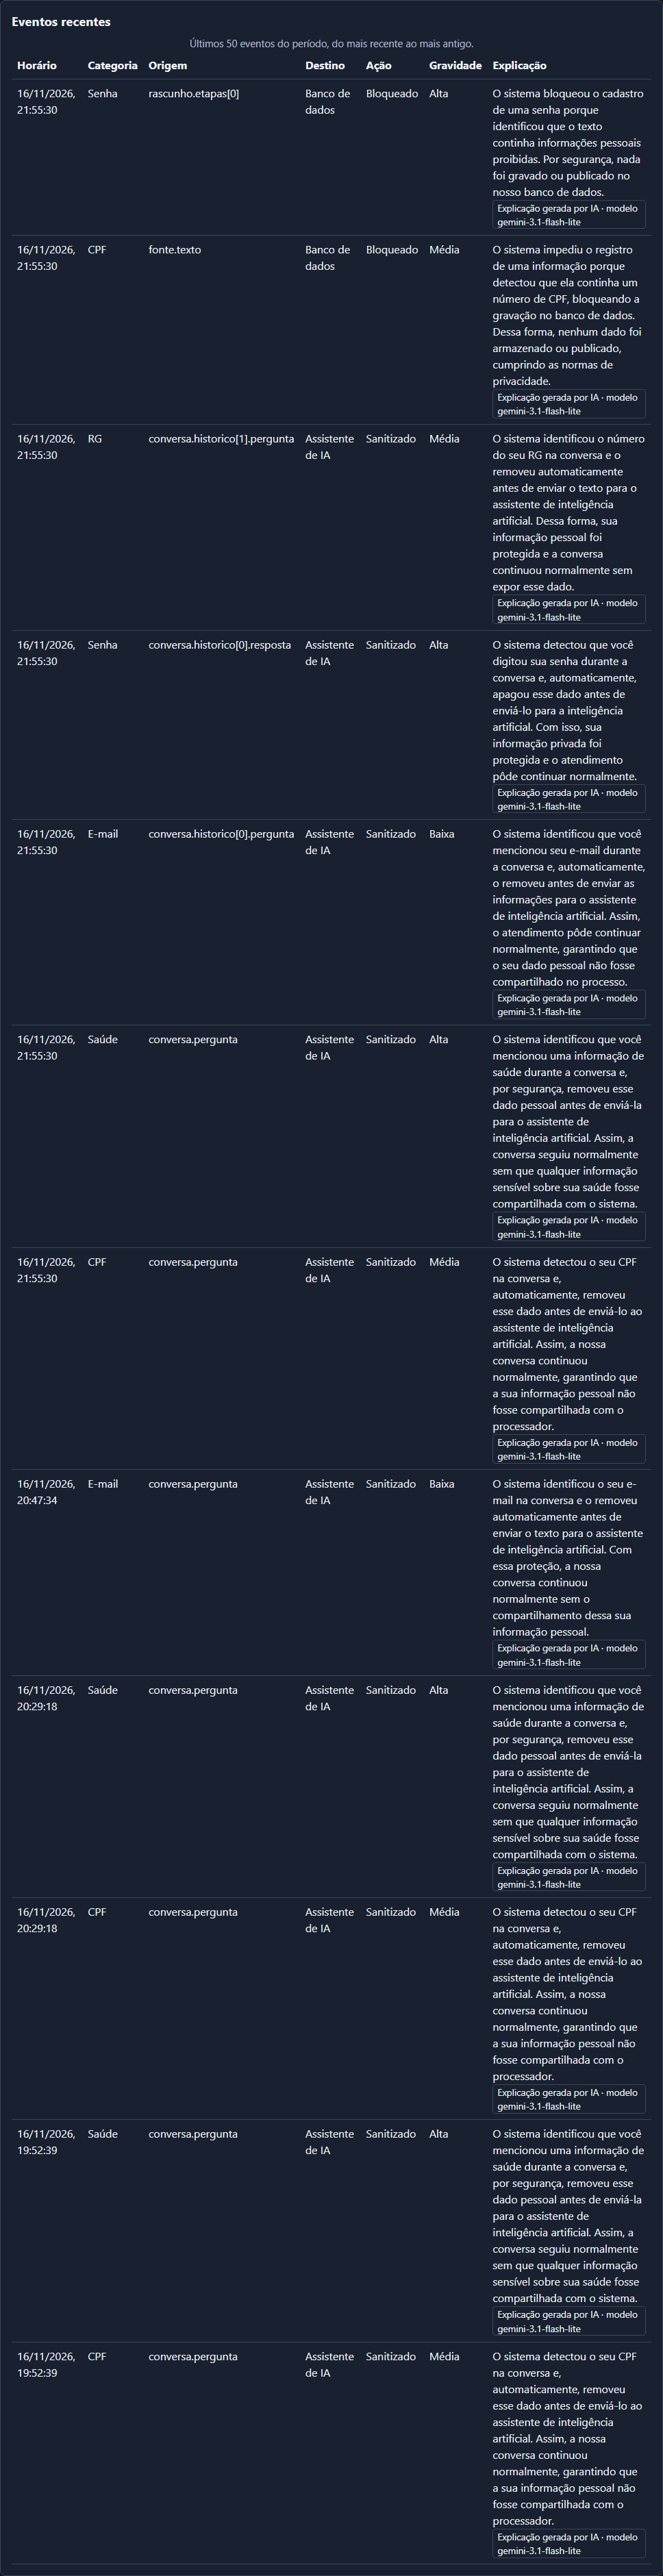 Eventos recentes
Últimos 50 eventos do período, do mais recente ao mais antigo.
Horário Categoria Origem Destino Ação Gravidade Explicação
16/11/2026, Senha rascunho.etapas[0] Banco de Bloqueado Alta O sistema bloqueou o cadastro
21:55:30 dados de uma senha porque
identificou que o texto
continha informações pessoais
proibidas. Por segurança, nada
foi gravado ou publicado no
nosso banco de dados.
Explicação gerada por IA · modelo
gemini-3.1-flash-lite
16/11/2026, CPF fonte.texto Banco de Bloqueado Média O sistema impediu o registro
21:55:30 dados de uma informação porque
detectou que ela continha um
número de CPF, bloqueando a
gravação no banco de dados.
Dessa forma, nenhum dado foi
armazenado ou publicado,
cumprindo as normas de
privacidade.
Explicação gerada por IA · modelo
gemini-3.1-flash-lite
16/11/2026, RG conversa.historico[1].pergunta Assistente Sanitizado Média O sistema identificou o número
21:55:30 de IA do seu RG na conversa e o
removeu automaticamente
antes de enviar o texto para o
assistente de inteligência
artificial. Dessa forma, sua
informação pessoal foi
protegida e a conversa
continuou normalmente sem
expor esse dado.
Explicação gerada por IA · modelo
gemini-3.1-flash-lite
16/11/2026, Senha conversa.historico[0].resposta Assistente Sanitizado Alta O sistema detectou que você
21:55:30 de IA digitou sua senha durante a
conversa e, automaticamente,
apagou esse dado antes de
enviá-lo para a inteligência
artificial. Com isso, sua
informação privada foi
protegida e o atendimento
pôde continuar normalmente.
Explicação gerada por IA · modelo
gemini-3.1-flash-lite
16/11/2026, E-mail conversa.historico[0].pergunta Assistente Sanitizado Baixa O sistema identificou que você
21:55:30 de IA mencionou seu e-mail durante
a conversa e, automaticamente,
o removeu antes de enviar as
informações para o assistente
de inteligência artificial. Assim,
o atendimento pôde continuar
normalmente, garantindo que
o seu dado pessoal não fosse
compartilhado no processo.
Explicação gerada por IA · modelo
gemini-3.1-flash-lite
16/11/2026, Saúde conversa.pergunta Assistente Sanitizado Alta O sistema identificou que você
21:55:30 de IA mencionou uma informação de
saúde durante a conversa e,
por segurança, removeu esse
dado pessoal antes de enviá-la
para o assistente de
inteligência artificial. Assim, a
conversa seguiu normalmente
sem que qualquer informação
sensível sobre sua saúde fosse
compartilhada com o sistema.
Explicação gerada por IA · modelo
gemini-3.1-flash-lite
16/11/2026, CPF conversa.pergunta Assistente Sanitizado Média O sistema detectou o seu CPF
21:55:30 de IA na conversa e,
automaticamente, removeu
esse dado antes de enviá-lo ao
assistente de inteligência
artificial. Assim, a nossa
conversa continuou
normalmente, garantindo que
a sua informação pessoal não
fosse compartilhada com o
processador.
Explicação gerada por IA · modelo
gemini-3.1-flash-lite
16/11/2026, E-mail conversa.pergunta Assistente Sanitizado Baixa O sistema identificou o seu e-
20:47:34 de IA mail na conversa e o removeu
automaticamente antes de
enviar o texto para o assistente
de inteligência artificial. Com
essa proteção, a nossa
conversa continuou
normalmente sem o
compartilhamento dessa sua
informação pessoal.
Explicação gerada por IA · modelo
gemini-3.1-flash-lite
16/11/2026, Saúde conversa.pergunta Assistente Sanitizado Alta O sistema identificou que você
20:29:18 de IA mencionou uma informação de
saúde durante a conversa e,
por segurança, removeu esse
dado pessoal antes de enviá-la
para o assistente de
inteligência artificial. Assim, a
conversa seguiu normalmente
sem que qualquer informação
sensível sobre sua saúde fosse
compartilhada com o sistema.
Explicação gerada por IA · modelo
gemini-3.1-flash-lite
16/11/2026, CPF conversa.pergunta Assistente Sanitizado Média O sistema detectou o seu CPF
20:29:18 de IA na conversa e,
automaticamente, removeu
esse dado antes de enviá-lo ao
assistente de inteligência
artificial. Assim, a nossa
conversa continuou
normalmente, garantindo que
a sua informação pessoal não
fosse compartilhada com o
processador.
Explicação gerada por IA · modelo
gemini-3.1-flash-lite
16/11/2026, Saúde conversa.pergunta Assistente Sanitizado Alta O sistema identificou que você
19:52:39 de IA mencionou uma informação de
saúde durante a conversa e,
por segurança, removeu esse
dado pessoal antes de enviá-la
para o assistente de
inteligência artificial. Assim, a
conversa seguiu normalmente
sem que qualquer informação
sensível sobre sua saúde fosse
compartilhada com o sistema.
Explicação gerada por IA · modelo
gemini-3.1-flash-lite
16/11/2026, CPF conversa.pergunta Assistente Sanitizado Média O sistema detectou o seu CPF
19:52:39 de IA na conversa e,
automaticamente, removeu
esse dado antes de enviá-lo ao
assistente de inteligência
artificial. Assim, a nossa
conversa continuou
normalmente, garantindo que
a sua informação pessoal não
fosse compartilhada com o
processador.
Explicação gerada por IA · modelo
gemini-3.1-flash-lite